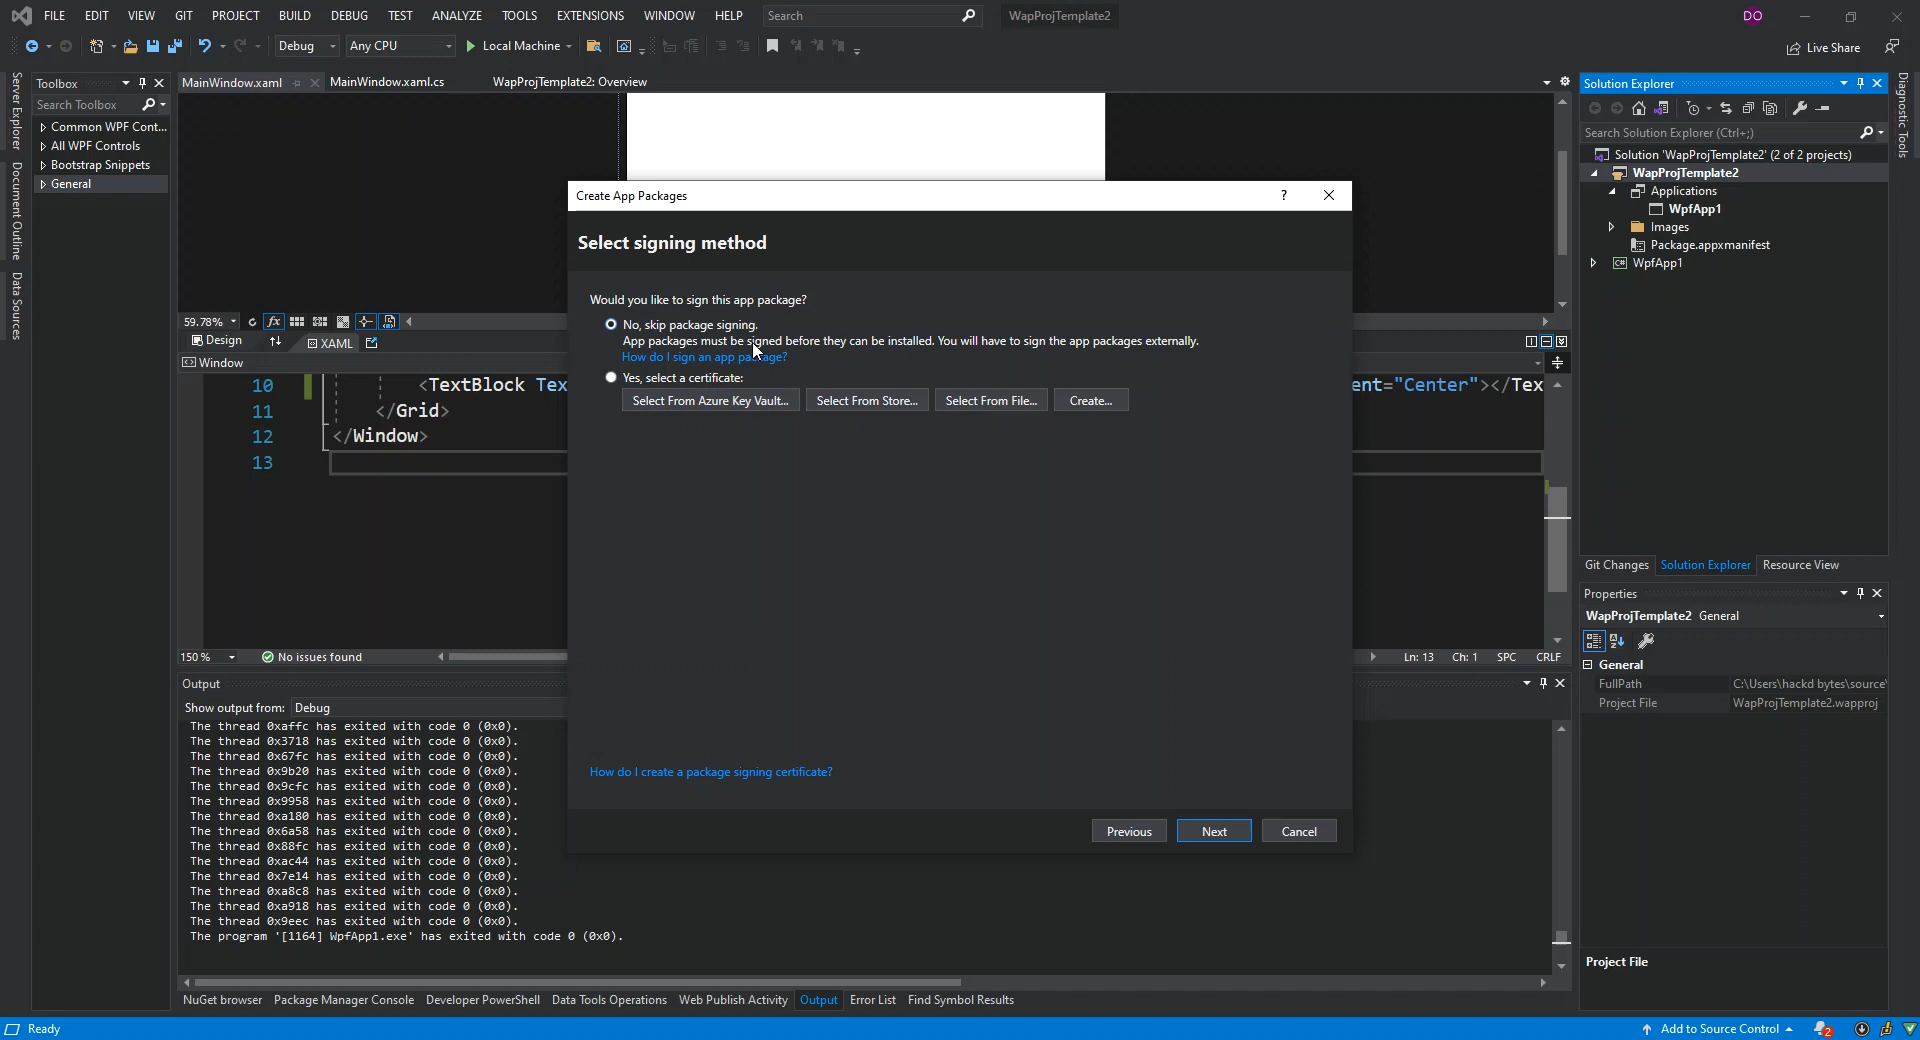 FILE EDIT VIEW GIT PROJECT BUILD DEBUG TEST ANALYZE TOOLS EXTENSIONS WINDOW HELP Search WapProjTemplate2 DO
Debug Any CPU Local Machine Live Share
Server Explorer
Document Outline
Data Sources
Toolbox
Search Toolbox
Common WPF Cont...
All WPF Controls
Bootstrap Snippets
General
MainWindow.xaml MainWindow.xaml.cs WapProjTemplate2: Overview
59.78% fx
Design XAML
Window
10 <TextBlock Tex
ent="Center"></Tex
11 </Grid>
12 </Window>
13
150 % No issues found Ln: 13 Ch: 1 SPC CRLF
Create App Packages ?
Select signing method
Would you like to sign this app package?
No, skip package signing.
App packages must be signed before they can be installed. You will have to sign the app packages externally.
How do I sign an app package?
Yes, select a certificate:
Select From Azure Key Vault... Select From Store... Select From File... Create...
How do I create a package signing certificate?
Previous Next Cancel
Output
Show output from: Debug
The thread 0xaffc has exited with code 0 (0x0).
The thread 0x3718 has exited with code 0 (0x0).
The thread 0x67fc has exited with code 0 (0x0).
The thread 0x9b20 has exited with code 0 (0x0).
The thread 0x9cfc has exited with code 0 (0x0).
The thread 0x9958 has exited with code 0 (0x0).
The thread 0xa180 has exited with code 0 (0x0).
The thread 0x6a58 has exited with code 0 (0x0).
The thread 0x88fc has exited with code 0 (0x0).
The thread 0xac44 has exited with code 0 (0x0).
The thread 0x7e14 has exited with code 0 (0x0).
The thread 0xa8c8 has exited with code 0 (0x0).
The thread 0xa918 has exited with code 0 (0x0).
The thread 0x9eec has exited with code 0 (0x0).
The program '[1164] WpfApp1.exe' has exited with code 0 (0x0).
NuGet browser Package Manager Console Developer PowerShell Data Tools Operations Web Publish Activity Output Error List Find Symbol Results
Solution Explorer
Search Solution Explorer (Ctrl+;)
Solution 'WapProjTemplate2' (2 of 2 projects)
WapProjTemplate2
Applications
WpfApp1
Images
Package.appxmanifest
C# WpfApp1
Git Changes Solution Explorer Resource View
Properties
WapProjTemplate2 General
General
FullPath C:\Users\hackd bytes\source\
Project File WapProjTemplate2.wapproj
Project File
Diagnostic Tools
Ready Add to Source Control 2